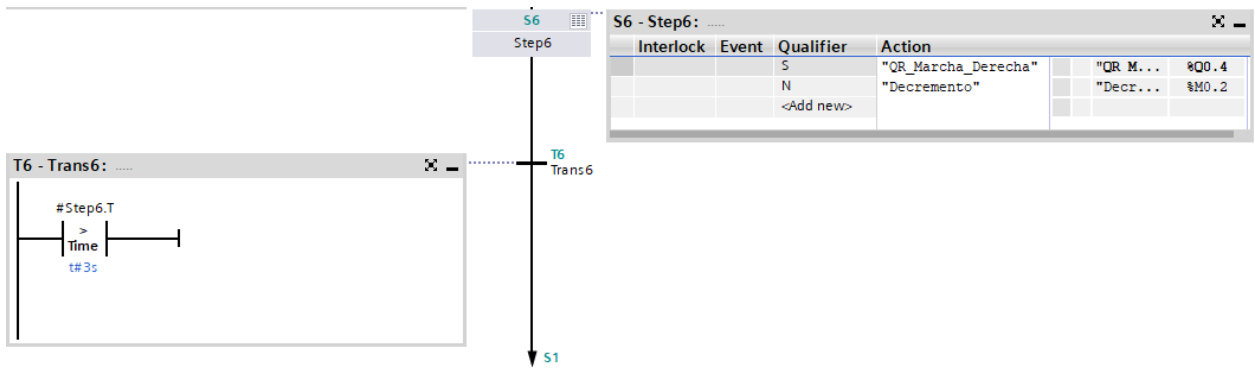 S6
Step6
S6 - Step6: .....
Interlock Event Qualifier Action
S "QR_Marcha_Derecha" "QR M... %Q0.4
N "Decremento" "Decr... %M0.2
<Add new>
T6
Trans6
T6 - Trans6: .....
#Step6.T
>
Time
t#3s
S1